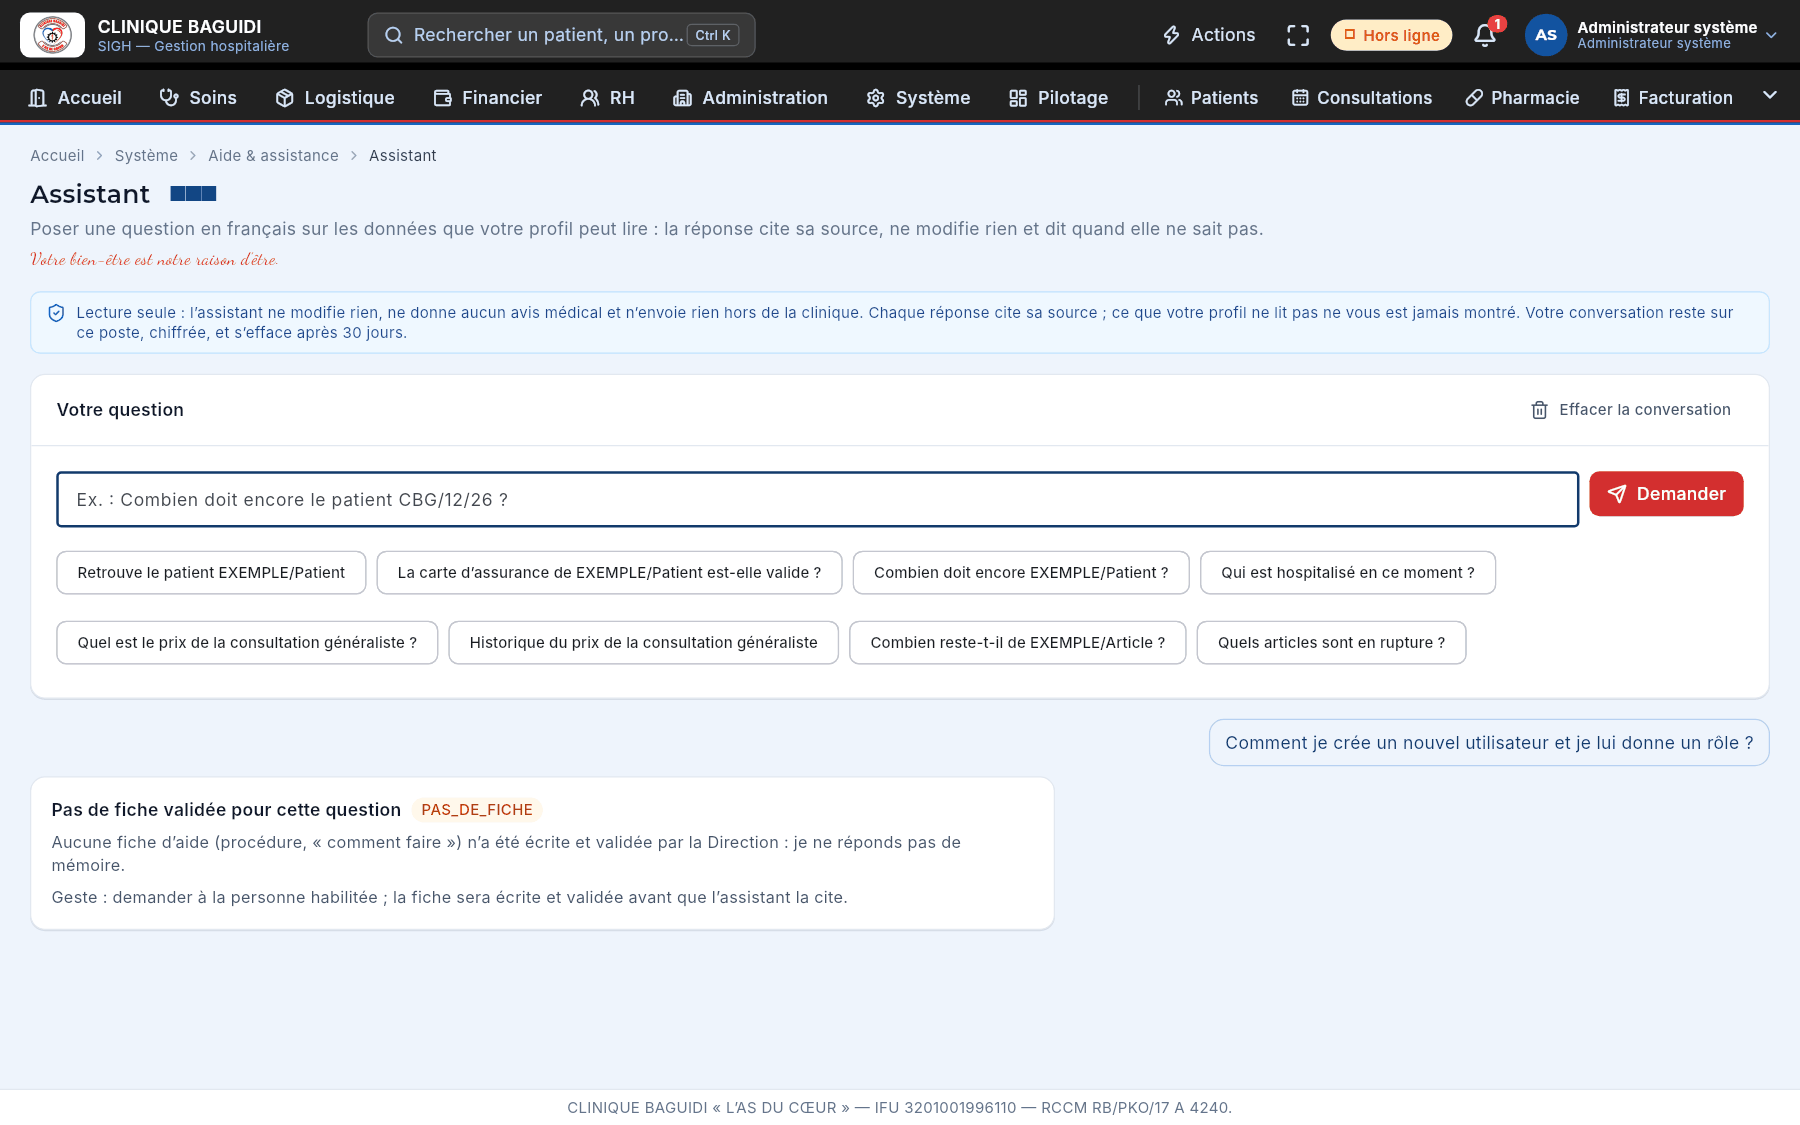 CLINIQUE BAGUIDI
SIGH — Gestion hospitalière
Rechercher un patient, un pro... Ctrl K
Actions
Hors ligne
1
AS
Administrateur système
Administrateur système
Accueil Soins Logistique Financier RH Administration Système Pilotage Patients Consultations Pharmacie Facturation
Accueil > Système > Aide & assistance > Assistant
Assistant
Poser une question en français sur les données que votre profil peut lire : la réponse cite sa source, ne modifie rien et dit quand elle ne sait pas.
Votre bien-être est notre raison d'être.
Lecture seule : l’assistant ne modifie rien, ne donne aucun avis médical et n’envoie rien hors de la clinique. Chaque réponse cite sa source ; ce que votre profil ne lit pas ne vous est jamais montré. Votre conversation reste sur
ce poste, chiffrée, et s’efface après 30 jours.
Votre question
Effacer la conversation
Ex. : Combien doit encore le patient CBG/12/26 ?
Demander
Retrouve le patient EXEMPLE/Patient
La carte d’assurance de EXEMPLE/Patient est-elle valide ?
Combien doit encore EXEMPLE/Patient ?
Qui est hospitalisé en ce moment ?
Quel est le prix de la consultation généraliste ?
Historique du prix de la consultation généraliste
Combien reste-t-il de EXEMPLE/Article ?
Quels articles sont en rupture ?
Comment je crée un nouvel utilisateur et je lui donne un rôle ?
Pas de fiche validée pour cette question PAS_DE_FICHE
Aucune fiche d’aide (procédure, « comment faire ») n’a été écrite et validée par la Direction : je ne réponds pas de
mémoire.
Geste : demander à la personne habilitée ; la fiche sera écrite et validée avant que l’assistant la cite.
CLINIQUE BAGUIDI « L’AS DU CŒUR » — IFU 3201001996110 — RCCM RB/PKO/17 A 4240.